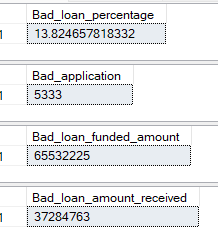 Bad_loan_percentage
1 13.824657818332
Bad_application
1 5333
Bad_loan_funded_amount
1 65532225
Bad_loan_amount_received
1 37284763